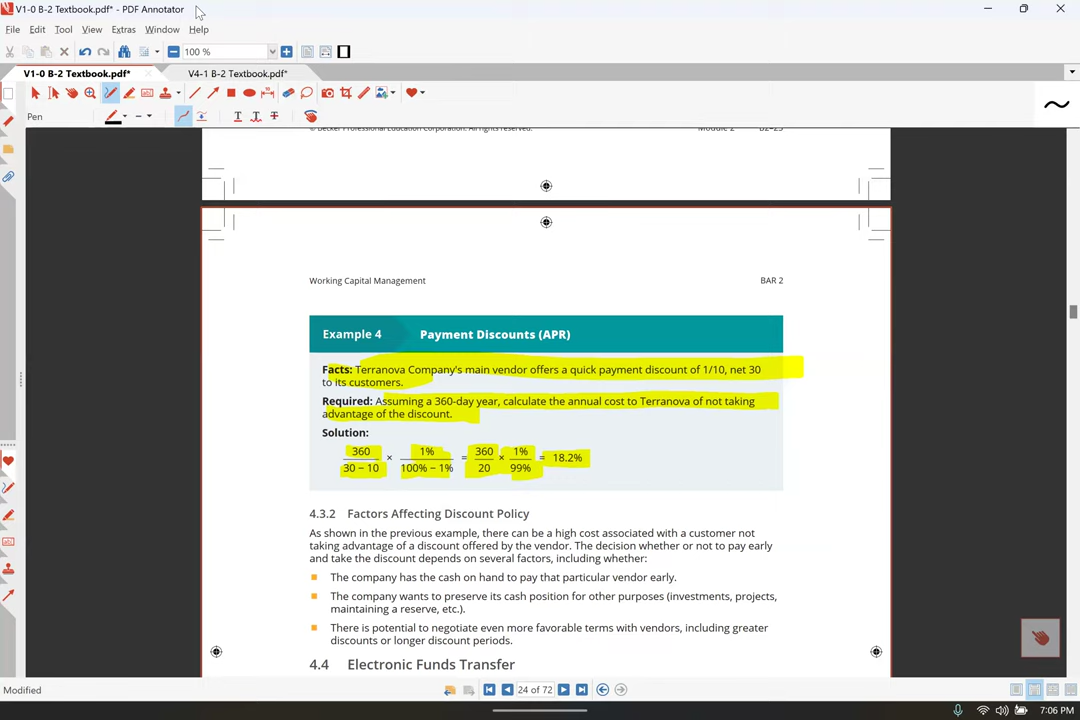 V1-0 B-2 Textbook.pdf* - PDF Annotator
File Edit Tool View Extras Window Help
100 %
V1-0 B-2 Textbook.pdf* V4-1 B-2 Textbook.pdf*
Pen
Working Capital Management BAR 2
Example 4 Payment Discounts (APR)
Facts: Terranova Company's main vendor offers a quick payment discount of 1/10, net 30
to its customers.
Required: Assuming a 360-day year, calculate the annual cost to Terranova of not taking
advantage of the discount.
Solution:
360 / 30 − 10 × 1% / 100% − 1% = 360 / 20 × 1% / 99% = 18.2%
4.3.2 Factors Affecting Discount Policy
As shown in the previous example, there can be a high cost associated with a customer not
taking advantage of a discount offered by the vendor. The decision whether or not to pay early
and take the discount depends on several factors, including whether:
The company has the cash on hand to pay that particular vendor early.
The company wants to preserve its cash position for other purposes (investments, projects,
maintaining a reserve, etc.).
There is potential to negotiate even more favorable terms with vendors, including greater
discounts or longer discount periods.
4.4 Electronic Funds Transfer
Modified 24 of 72
7:06 PM